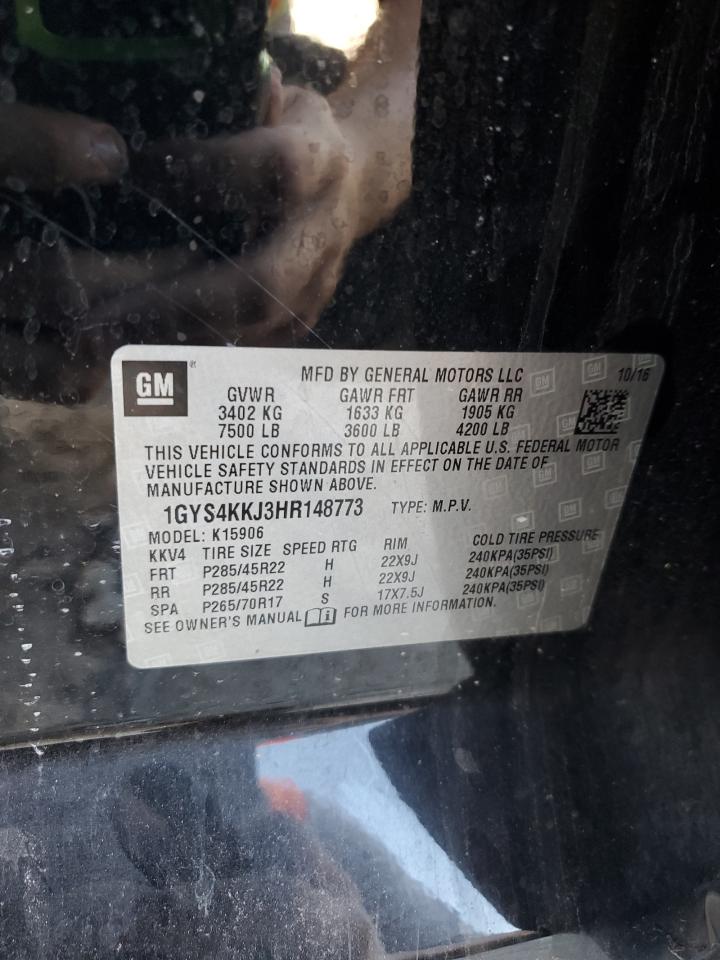 GM
MFD BY GENERAL MOTORS LLC 10/16
GVWR GAWR FRT GAWR RR
3402 KG 1633 KG 1905 KG
7500 LB 3600 LB 4200 LB
THIS VEHICLE CONFORMS TO ALL APPLICABLE U.S. FEDERAL MOTOR
VEHICLE SAFETY STANDARDS IN EFFECT ON THE DATE OF
MANUFACTURE SHOWN ABOVE.
1GYS4KKJ3HR148773 TYPE: M.P.V.
MODEL: K15906
KKV4 TIRE SIZE SPEED RTG RIM COLD TIRE PRESSURE
FRT P285/45R22 H 22X9J 240KPA(35PSI)
RR P285/45R22 H 22X9J 240KPA(35PSI)
SPA P265/70R17 S 17X7.5J 240KPA(35PSI)
SEE OWNER'S MANUAL FOR MORE INFORMATION.